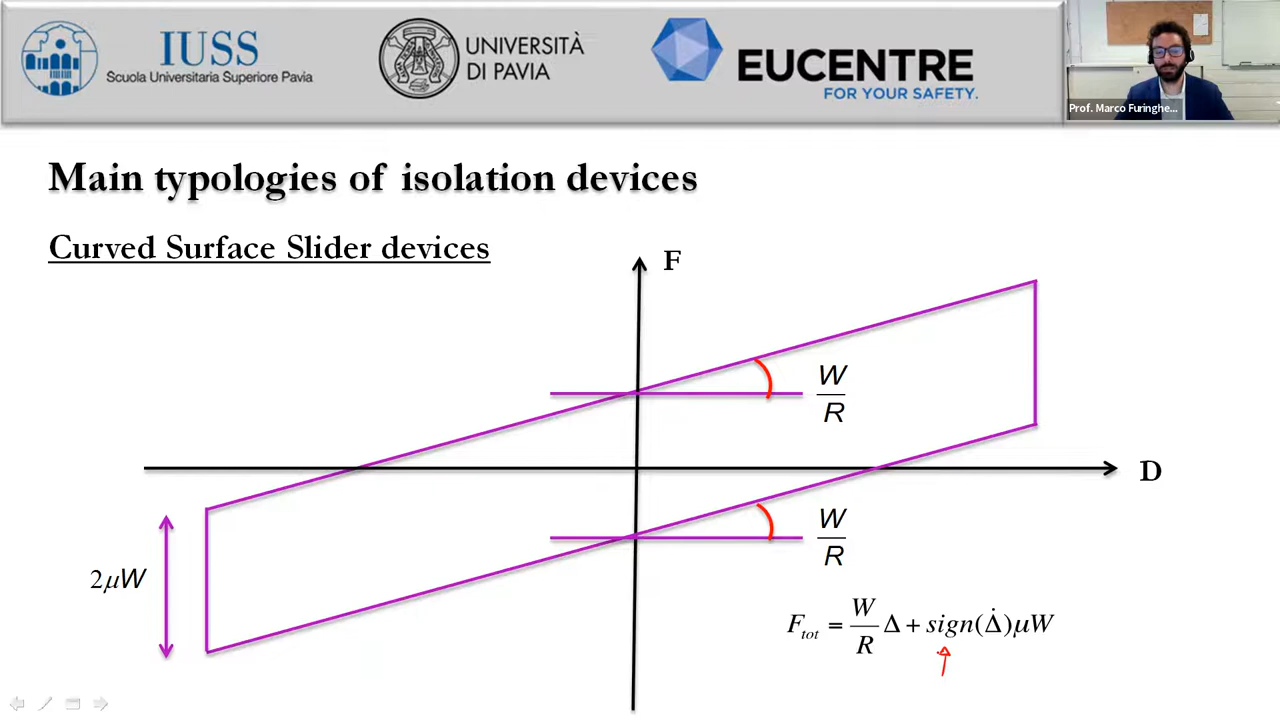 IUSS
Scuola Universitaria Superiore Pavia
UNIVERSITÀ
DI PAVIA
EUCENTRE
FOR YOUR SAFETY.
Prof. Marco Furinghe...
Main typologies of isolation devices
Curved Surface Slider devices
F
W
R
D
W
R
2μW
F_tot = W/R Δ + sign(Δ̇)μW